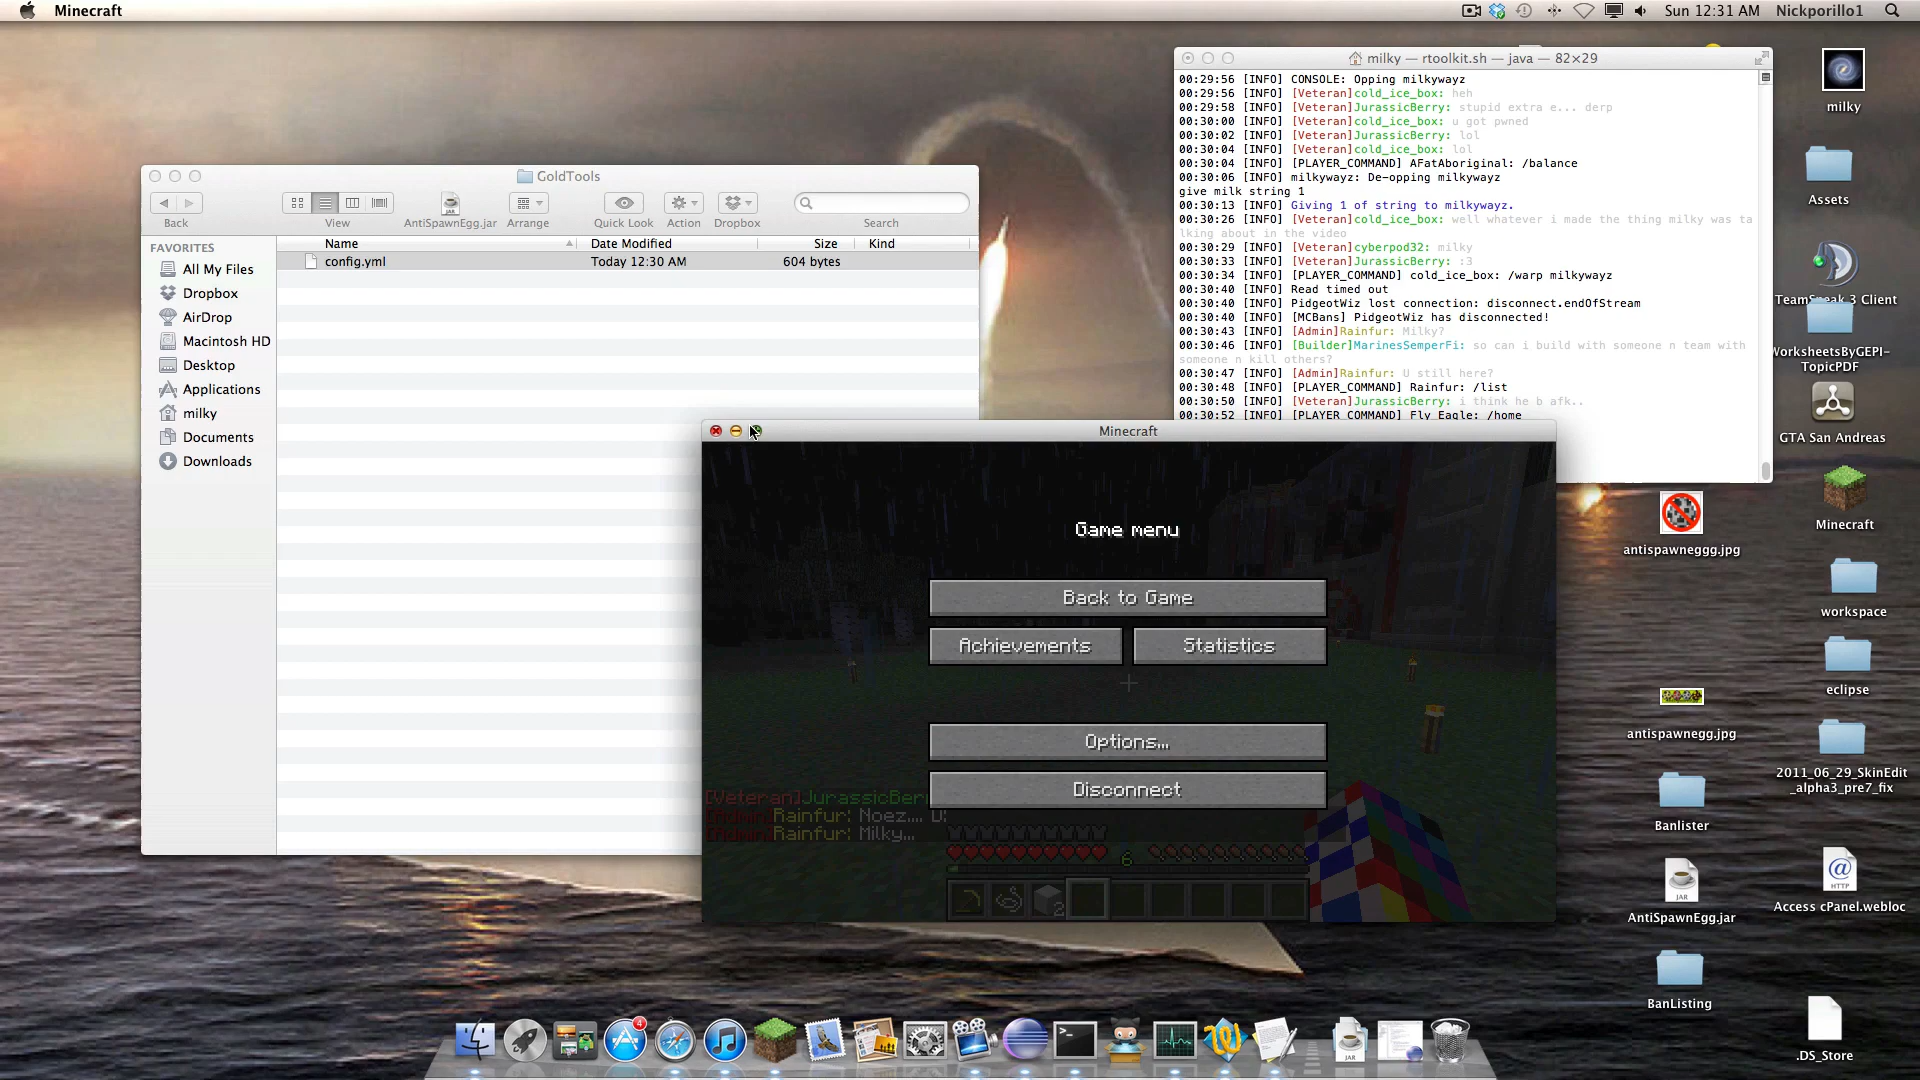 Minecraft
Sun 12:31 AM
Nickporillo1
GoldTools
Back
View
AntiSpawnEgg.jar
Arrange
Quick Look
Action
Dropbox
Search
FAVORITES
All My Files
Dropbox
AirDrop
Macintosh HD
Desktop
Applications
milky
Documents
Downloads
Name
Date Modified
Size
Kind
config.yml
Today 12:30 AM
604 bytes
milky — rtoolkit.sh — java — 82×29
00:29:56 [INFO] CONSOLE: Opping milkywayz
00:29:56 [INFO] [Veteran]cold_ice_box: heh
00:29:58 [INFO] [Veteran]JurassicBerry: stupid extra e... derp
00:30:00 [INFO] [Veteran]cold_ice_box: u got pwned
00:30:02 [INFO] [Veteran]JurassicBerry: lol
00:30:04 [INFO] [Veteran]cold_ice_box: lol
00:30:04 [INFO] [PLAYER_COMMAND] AFatAboriginal: /balance
00:30:06 [INFO] milkywayz: De-opping milkywayz
give milk string 1
00:30:13 [INFO] Giving 1 of string to milkywayz.
00:30:26 [INFO] [Veteran]cold_ice_box: well whatever i made the thing milky was ta
lking about in the video
00:30:29 [INFO] [Veteran]cyberpod32: milky
00:30:33 [INFO] [Veteran]JurassicBerry: :3
00:30:34 [INFO] [PLAYER_COMMAND] cold_ice_box: /warp milkywayz
00:30:40 [INFO] Read timed out
00:30:40 [INFO] PidgeotWiz lost connection: disconnect.endOfStream
00:30:40 [INFO] [MCBans] PidgeotWiz has disconnected!
00:30:43 [INFO] [Admin]Rainfur: Milky?
00:30:46 [INFO] [Builder]MarinesSemperFi: so can i build with someone n team with
someone n kill others?
00:30:47 [INFO] [Admin]Rainfur: U still here?
00:30:48 [INFO] [PLAYER_COMMAND] Rainfur: /list
00:30:50 [INFO] [Veteran]JurassicBerry: i think he b afk..
00:30:52 [INFO] [PLAYER_COMMAND] Fly_Eagle: /home
Minecraft
Game menu
Back to Game
Achievements
Statistics
Options...
Disconnect
[Veteran]JurassicBerr
[Admin]Rainfur: Noez.... D:
[Admin]Rainfur: Milky...
6
2
milky
Assets
TeamSpeak 3 Client
WorksheetsByGEPI-
TopicPDF
GTA San Andreas
Minecraft
antispawneggg.jpg
workspace
eclipse
antispawnegg.jpg
2011_06_29_SkinEdit
_alpha3_pre7_fix
Banlister
JAR
AntiSpawnEgg.jar
HTTP
Access cPanel.webloc
BanListing
.DS_Store
4
JAR